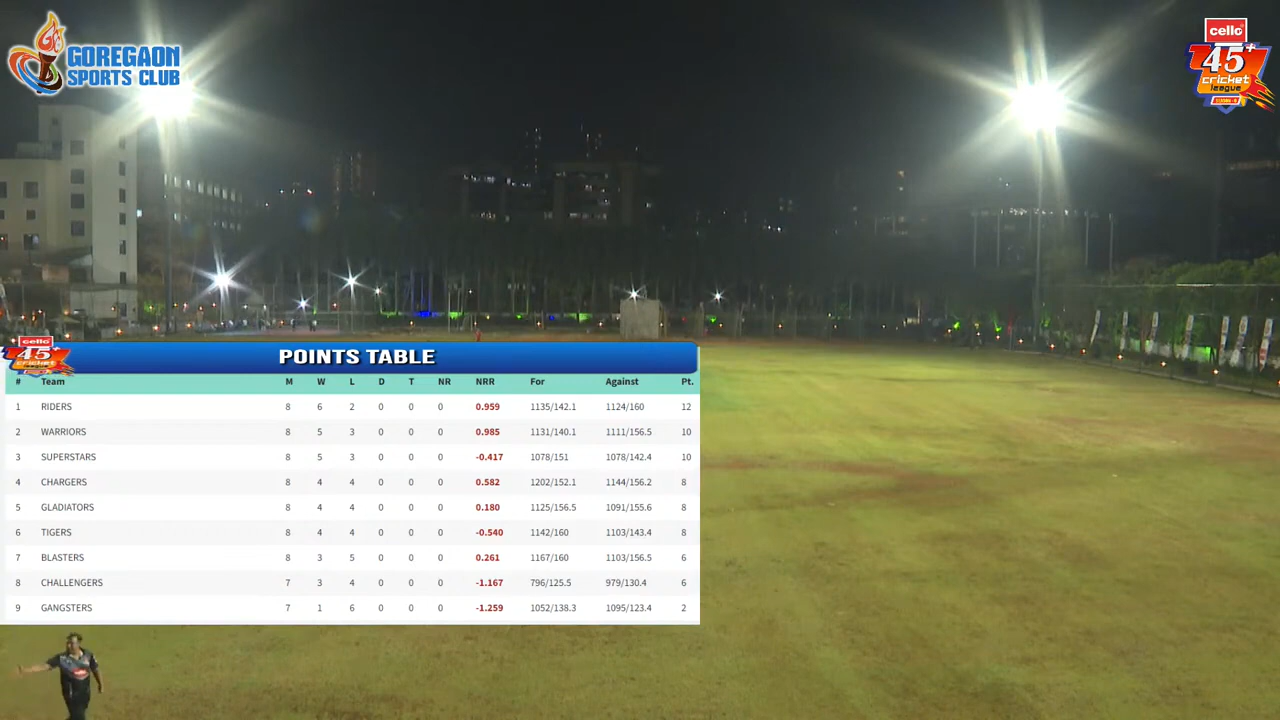 GOREGAON
SPORTS CLUB
cello
45+
cricket
league
cello
45+
cricket
POINTS TABLE
# Team M W L D T NR NRR For Against Pt.
1 RIDERS 8 6 2 0 0 0 0.959 1135/142.1 1124/160 12
2 WARRIORS 8 5 3 0 0 0 0.985 1131/140.1 1111/156.5 10
3 SUPERSTARS 8 5 3 0 0 0 -0.417 1078/151 1078/142.4 10
4 CHARGERS 8 4 4 0 0 0 0.582 1202/152.1 1144/156.2 8
5 GLADIATORS 8 4 4 0 0 0 0.180 1125/156.5 1091/155.6 8
6 TIGERS 8 4 4 0 0 0 -0.540 1142/160 1103/143.4 8
7 BLASTERS 8 3 5 0 0 0 0.261 1167/160 1103/156.5 6
8 CHALLENGERS 7 3 4 0 0 0 -1.167 796/125.5 979/130.4 6
9 GANGSTERS 7 1 6 0 0 0 -1.259 1052/138.3 1095/123.4 2